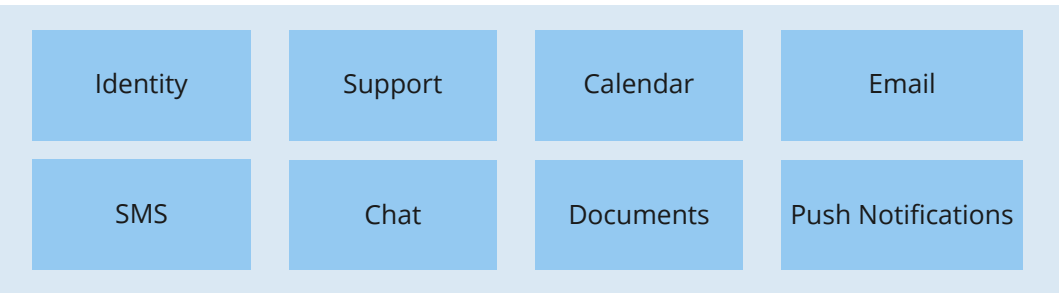 Identity
Support
Calendar
Email
SMS
Chat
Documents
Push Notifications